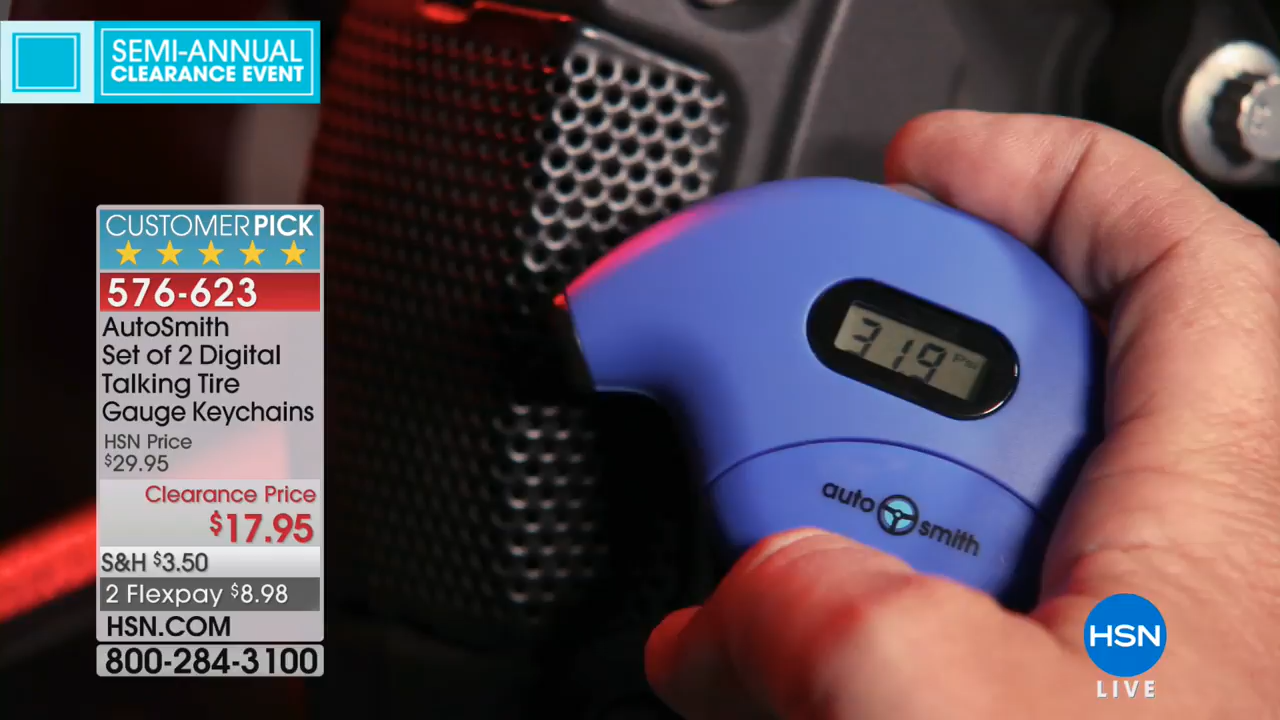 SEMI-ANNUAL
CLEARANCE EVENT
CUSTOMER PICK
576-623
AutoSmith
Set of 2 Digital
Talking Tire
Gauge Keychains
HSN Price
$29.95
Clearance Price
$17.95
S&H $3.50
2 Flexpay $8.98
HSN.COM
800-284-3100
31.9 PSI
auto smith
HSN
LIVE